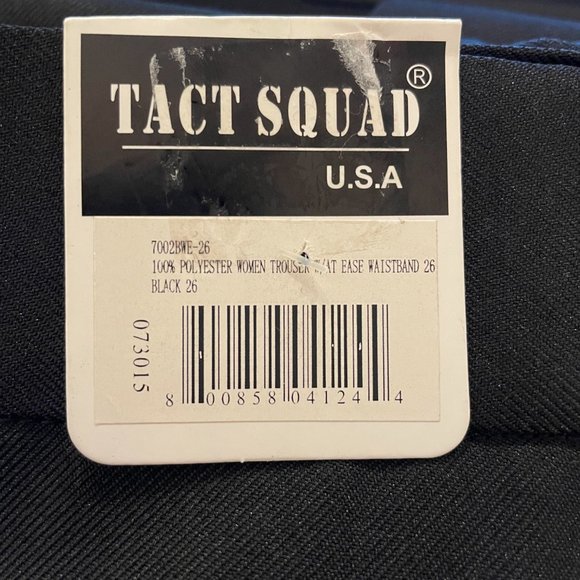 TACT SQUAD®
U.S.A
7002BWE-26
100% POLYESTER WOMEN TROUSER W/AT EASE WAISTBAND 26
BLACK 26
073015
8 00858 04124 4